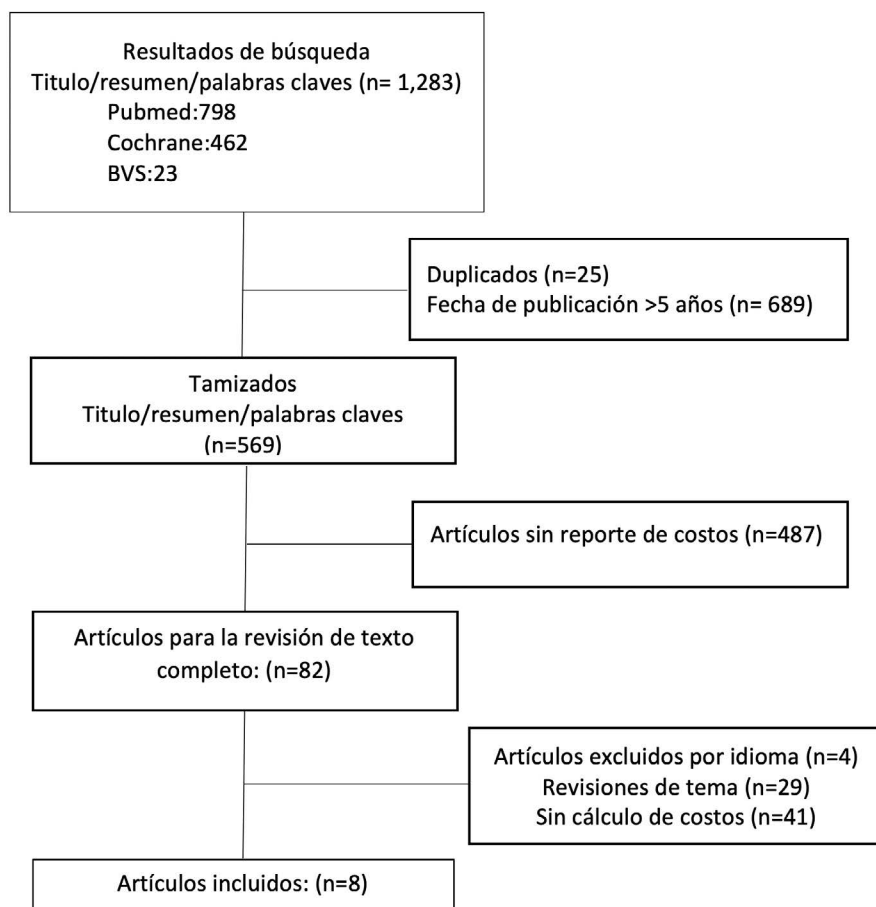 Resultados de búsqueda
Titulo/resumen/palabras claves (n= 1,283)
Pubmed:798
Cochrane:462
BVS:23
Duplicados (n=25)
Fecha de publicación >5 años (n= 689)
Tamizados
Titulo/resumen/palabras claves
(n=569)
Artículos sin reporte de costos (n=487)
Artículos para la revisión de texto
completo: (n=82)
Artículos excluidos por idioma (n=4)
Revisiones de tema (n=29)
Sin cálculo de costos (n=41)
Artículos incluidos: (n=8)